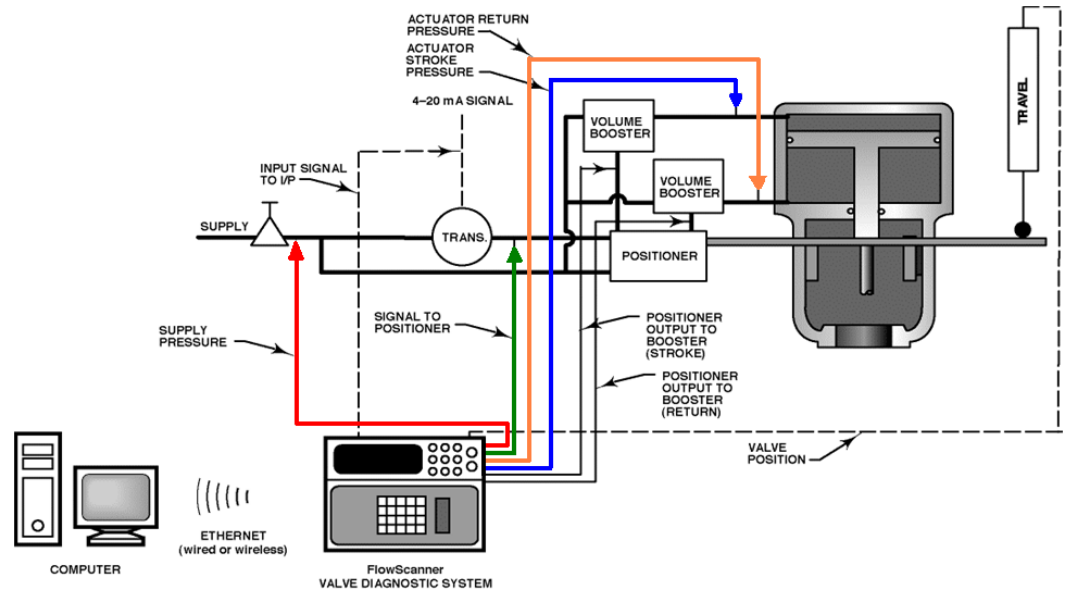 ACTUATOR RETURN
PRESSURE
ACTUATOR
STROKE
PRESSURE
4–20 mA SIGNAL
TRAVEL
VOLUME
BOOSTER
INPUT SIGNAL
TO I/P
VOLUME
BOOSTER
SUPPLY
TRANS.
POSITIONER
SIGNAL TO
POSITIONER
SUPPLY
PRESSURE
POSITIONER
OUTPUT TO
BOOSTER
(STROKE)
POSITIONER
OUTPUT TO
BOOSTER
(RETURN)
VALVE
POSITION
ETHERNET
(wired or wireless)
COMPUTER
FlowScanner
VALVE DIAGNOSTIC SYSTEM